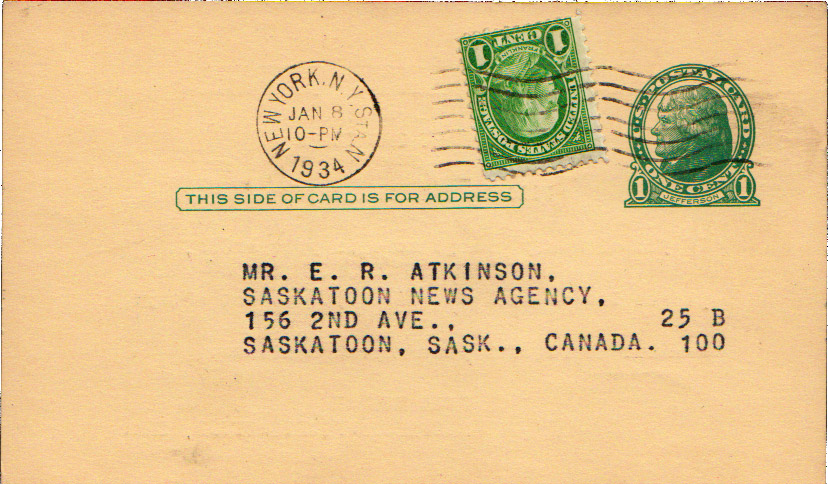 NEW YORK, N.Y. STA. N
JAN 8
10-PM
1934
1 CENT 1
FRANKLIN
UNITED STATES POSTAGE
U.S. POSTAL CARD
1 ONE CENT 1
JEFFERSON
THIS SIDE OF CARD IS FOR ADDRESS
MR. E. R. ATKINSON,
SASKATOON NEWS AGENCY,
156 2ND AVE., 25 B
SASKATOON, SASK., CANADA. 100